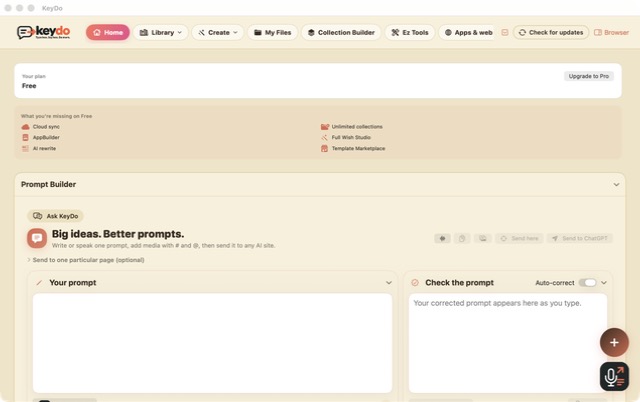 KeyDo
keydo
Home
Library
Create
My Files
Collection Builder
Ez Tools
Apps & web
Check for updates
Browser
Your plan
Free
Upgrade to Pro
What you're missing on Free
Cloud sync
Unlimited collections
AppBuilder
Full Wish Studio
AI rewrite
Template Marketplace
Prompt Builder
Ask KeyDo
Big ideas. Better prompts.
Write or speak one prompt, add media with # and @, then send it to any AI site.
Send here
Send to ChatGPT
Send to one particular page (optional)
Your prompt
Check the prompt
Auto-correct
Your corrected prompt appears here as you type.